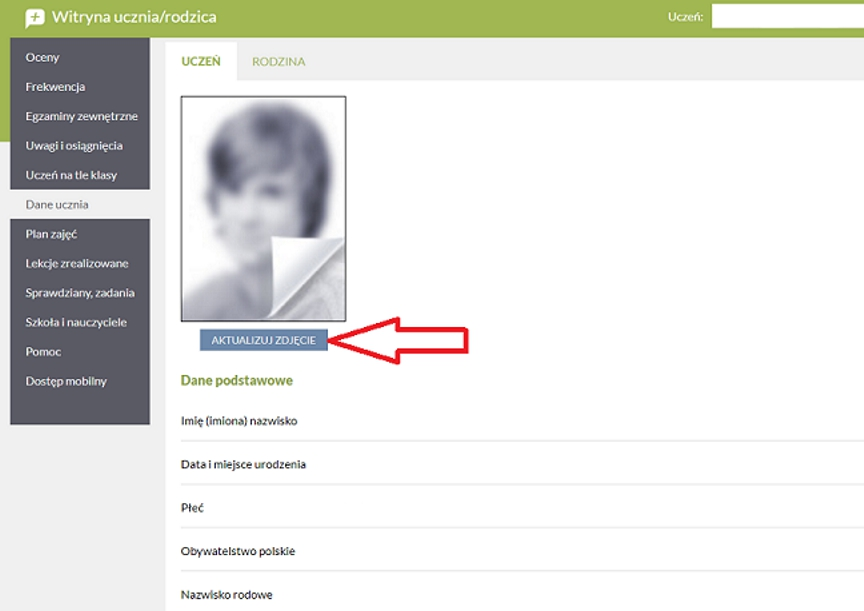 Witryna ucznia/rodzica
Uczeń:
Oceny
Frekwencja
Egzaminy zewnętrzne
Uwagi i osiągnięcia
Uczeń na tle klasy
Dane ucznia
Plan zajęć
Lekcje zrealizowane
Sprawdziany, zadania
Szkoła i nauczyciele
Pomoc
Dostęp mobilny
UCZEŃ RODZINA
AKTUALIZUJ ZDJĘCIE
Dane podstawowe
Imię (imiona) nazwisko
Data i miejsce urodzenia
Płeć
Obywatelstwo polskie
Nazwisko rodowe